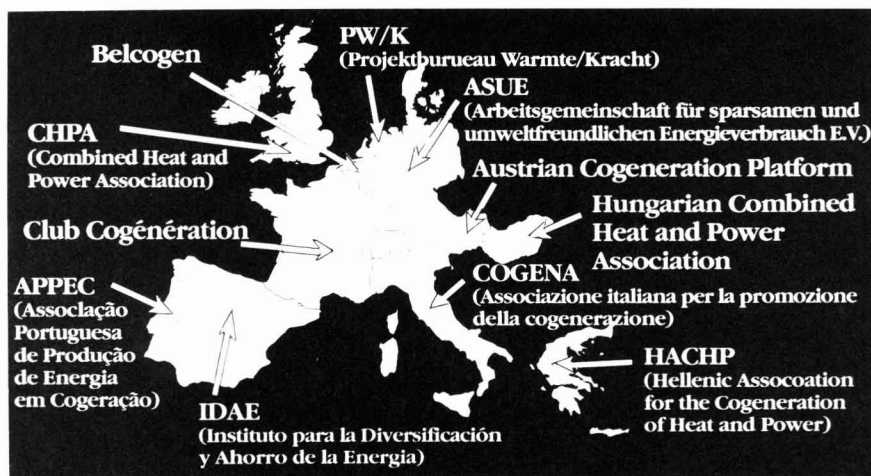 Belcogen
PW/K
(Projektburueau Warmte/Kracht)
ASUE
(Arbeitsgemeinschaft für sparsamen und
umweltfreundlichen Energieverbrauch E.V.)
CHPA
(Combined Heat and
Power Association)
Austrian Cogeneration Platform
Hungarian Combined
Heat and Power
Association
Club Cogénération
APPEC
(Assoclação
Portuguesa
de Produção
de Energia
em Cogeração)
COGENA
(Associazione italiana per la promozione
della cogenerazione)
HACHP
(Hellenic Assocoation
for the Cogeneration
of Heat and Power)
IDAE
(Instituto para la Diversificación
y Ahorro de la Energia)